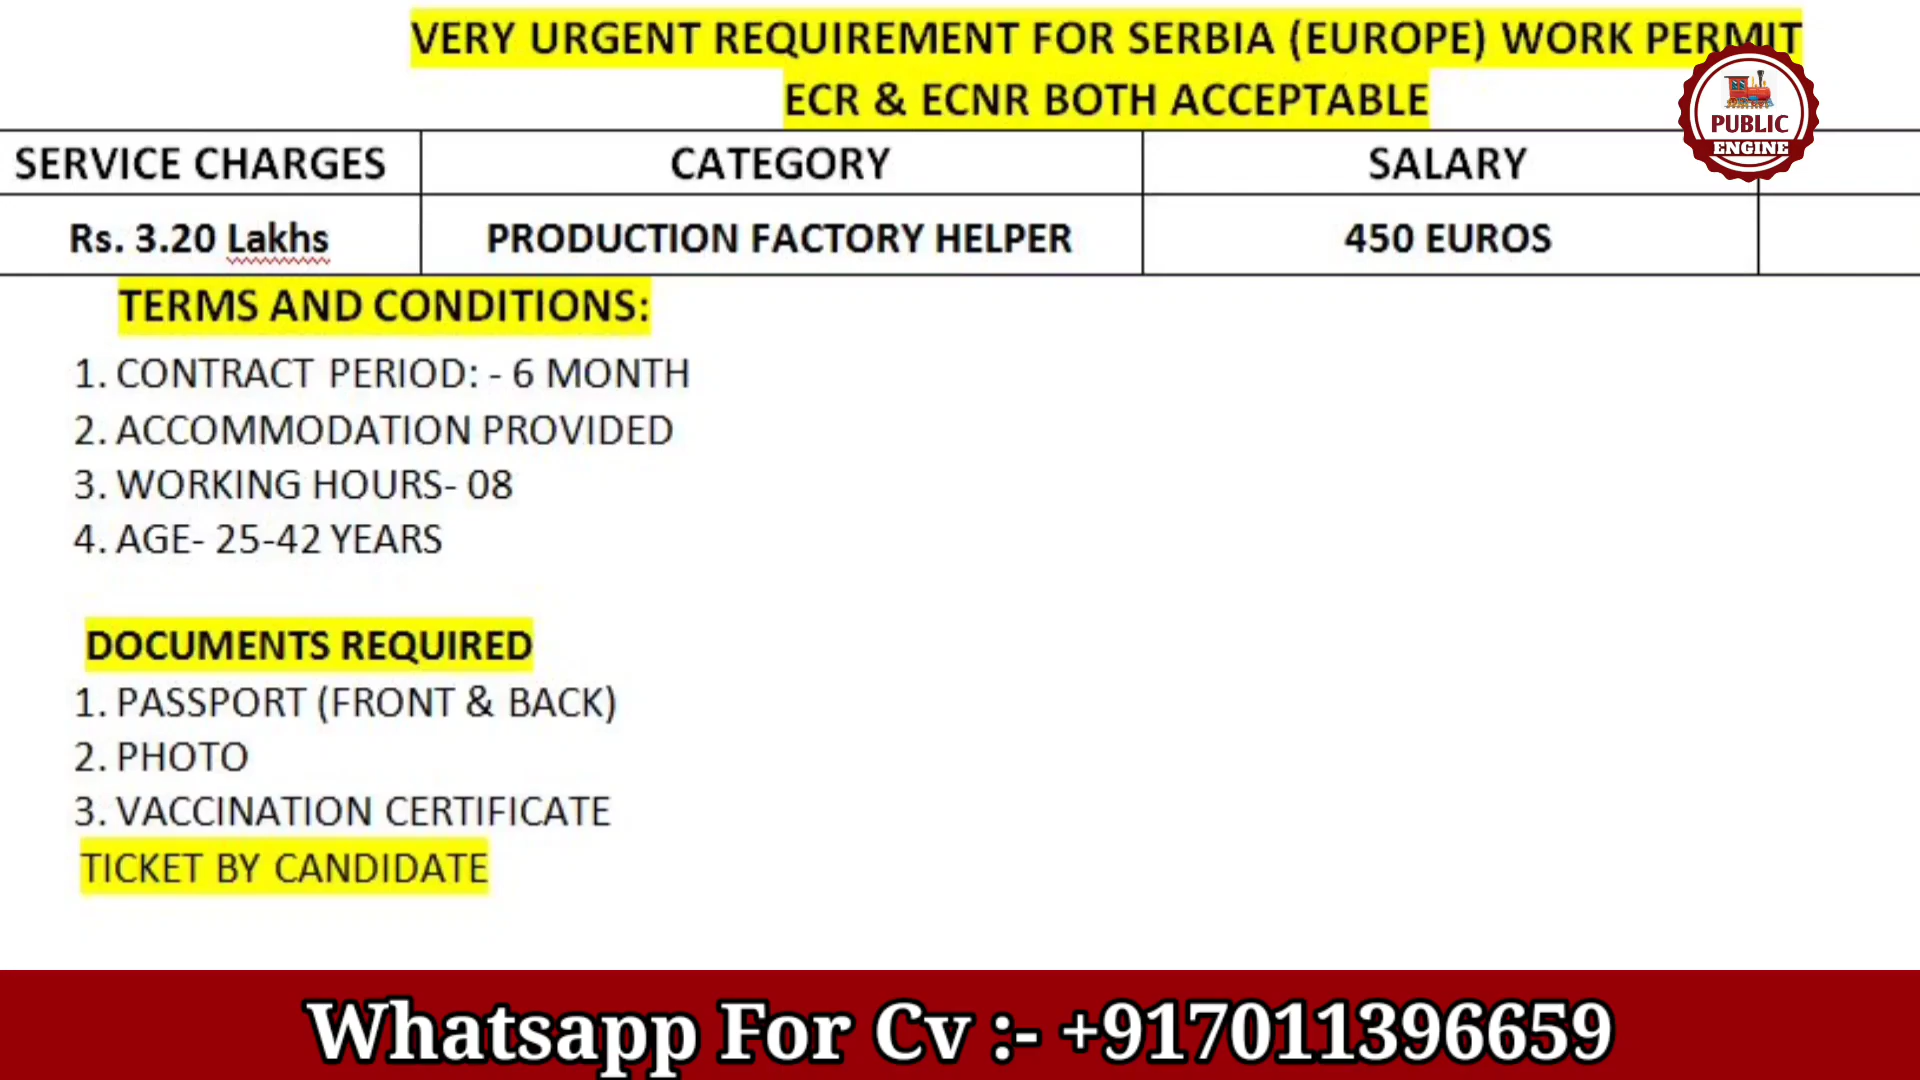 VERY URGENT REQUIREMENT FOR SERBIA (EUROPE) WORK PERMIT
ECR & ECNR BOTH ACCEPTABLE
PUBLIC
ENGINE
SERVICE CHARGES CATEGORY SALARY
Rs. 3.20 Lakhs PRODUCTION FACTORY HELPER 450 EUROS
TERMS AND CONDITIONS:
1. CONTRACT PERIOD: - 6 MONTH
2. ACCOMMODATION PROVIDED
3. WORKING HOURS- 08
4. AGE- 25-42 YEARS
DOCUMENTS REQUIRED
1. PASSPORT (FRONT & BACK)
2. PHOTO
3. VACCINATION CERTIFICATE
TICKET BY CANDIDATE
Whatsapp For Cv :- +917011396659